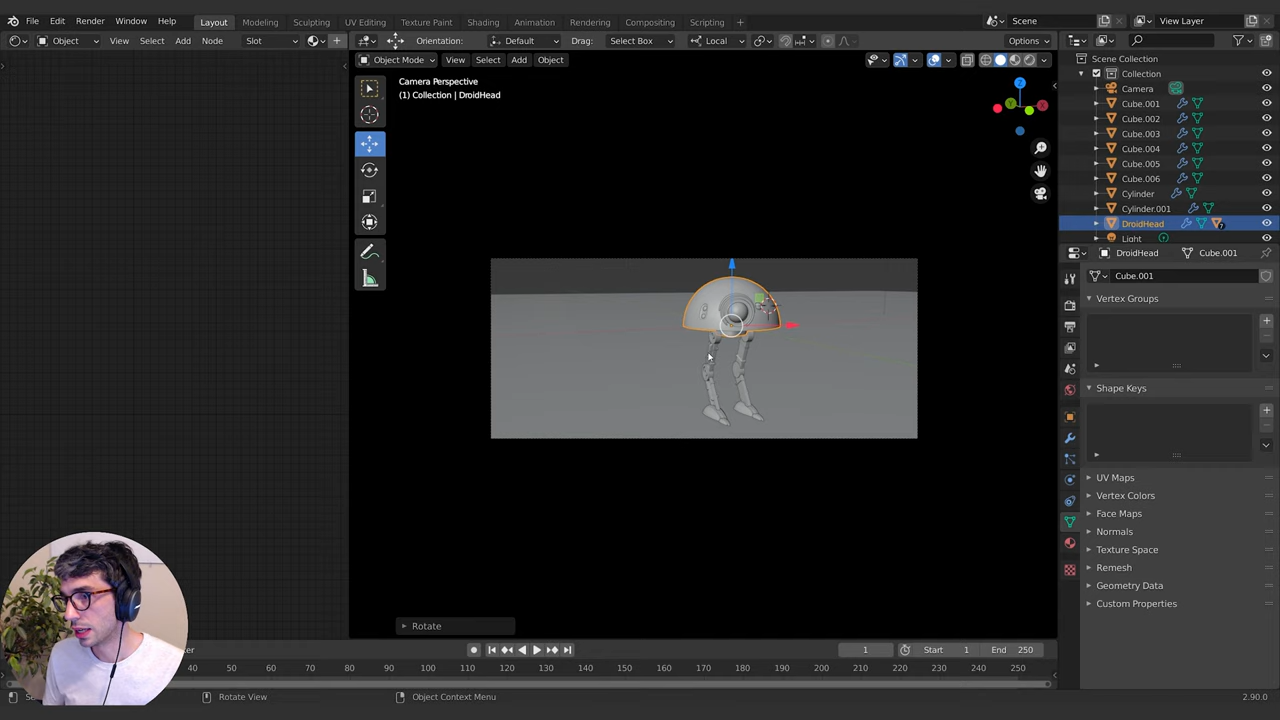 File Edit Render Window Help Layout Modeling Sculpting UV Editing Texture Paint Shading Animation Rendering Compositing Scripting + Scene View Layer
Object View Select Add Node Slot Orientation: Default Drag: Select Box Local Options
Object Mode View Select Add Object
Camera Perspective
(1) Collection | DroidHead
Z
Y
X
Scene Collection
Collection
Camera
Cube.001
Cube.002
Cube.003
Cube.004
Cube.005
Cube.006
Cylinder
Cylinder.001
DroidHead 7
Light
DroidHead Cube.001
Cube.001
Vertex Groups
Shape Keys
UV Maps
Vertex Colors
Face Maps
Normals
Texture Space
Remesh
Geometry Data
Custom Properties
Rotate
1 Start 1 End 250
40 50 60 70 80 90 100 110 120 130 140 150 160 170 180 190 200 210 220 230 240 250
Rotate View Object Context Menu 2.90.0